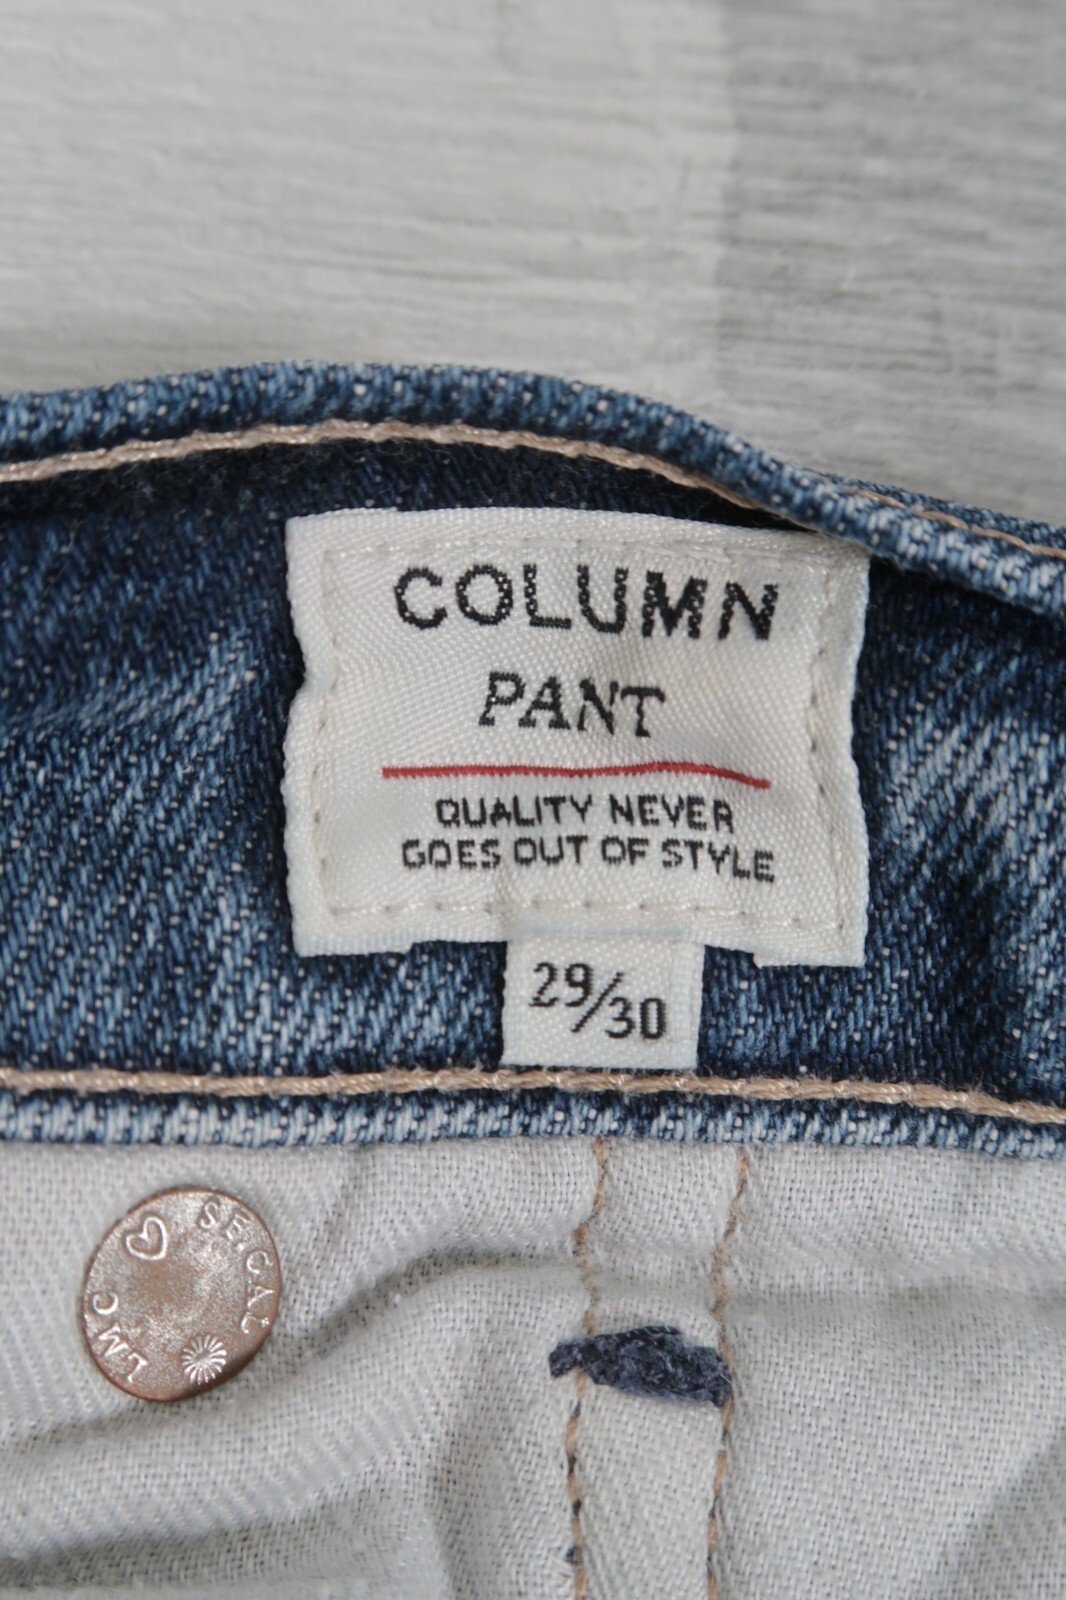 COLUMN
PANT
QUALITY NEVER
GOES OUT OF STYLE
29/30
SEGAL
LMC